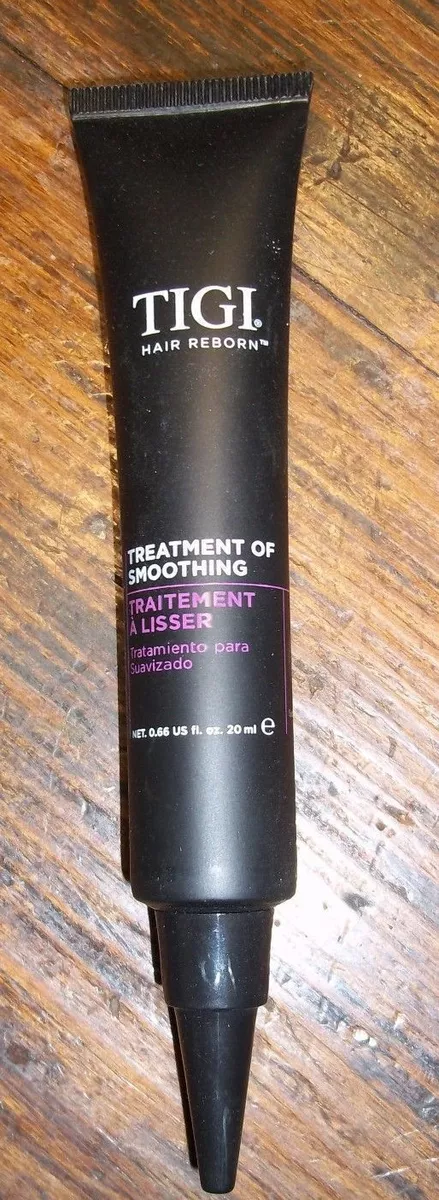 TIGI®
HAIR REBORN™
TREATMENT OF
SMOOTHING
TRAITEMENT
À LISSER
Tratamiento para
Suavizado
NET. 0.66 US fl. oz. 20 ml ℮